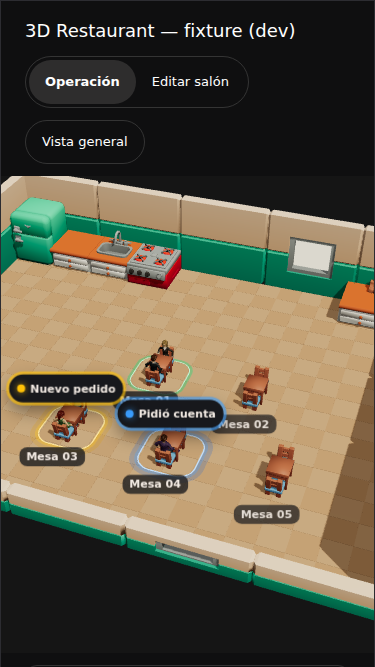 3D Restaurant — fixture (dev)
Operación
Editar salón
Vista general
Nuevo pedido
Pidió cuenta
Mesa 02
Mesa 03
Mesa 04
Mesa 05